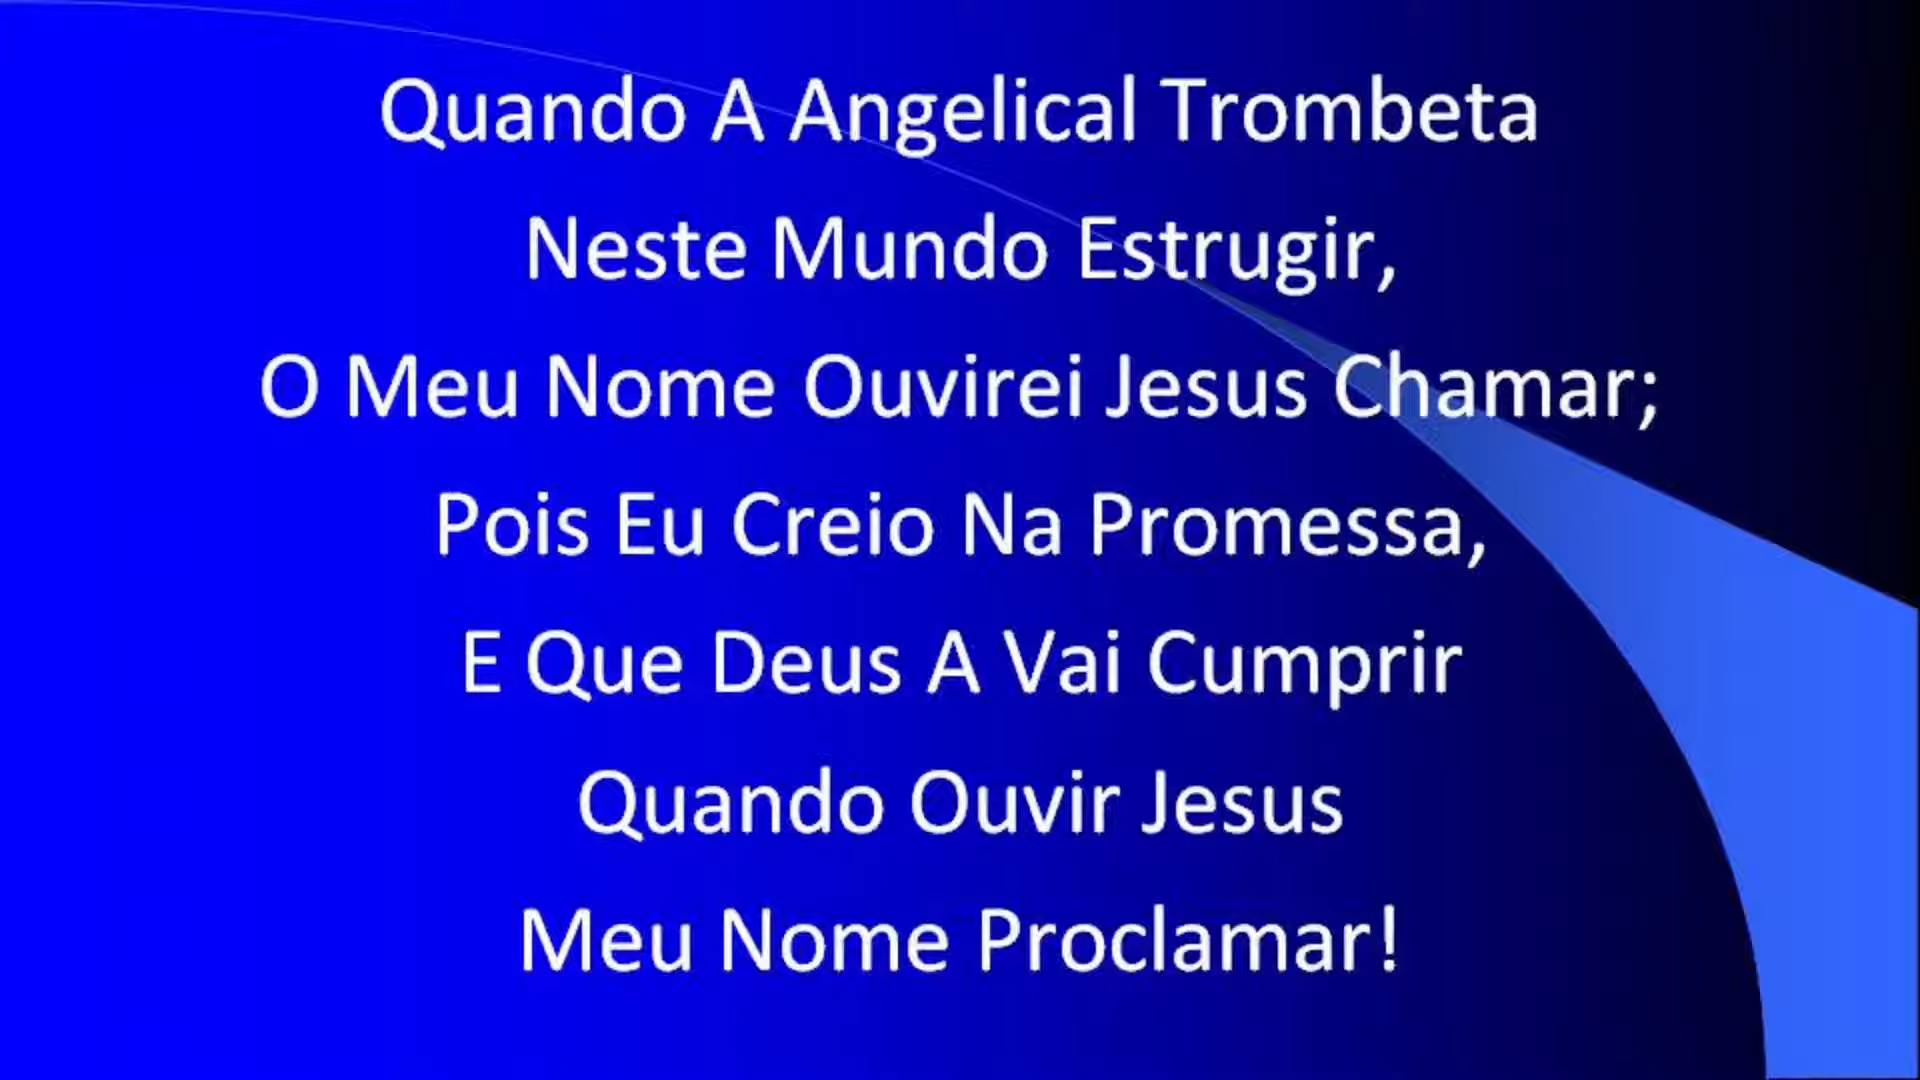 Quando A Angelical Trombeta
Neste Mundo Estrugir,
O Meu Nome Ouvirei Jesus Chamar;
Pois Eu Creio Na Promessa,
E Que Deus A Vai Cumprir
Quando Ouvir Jesus
Meu Nome Proclamar!